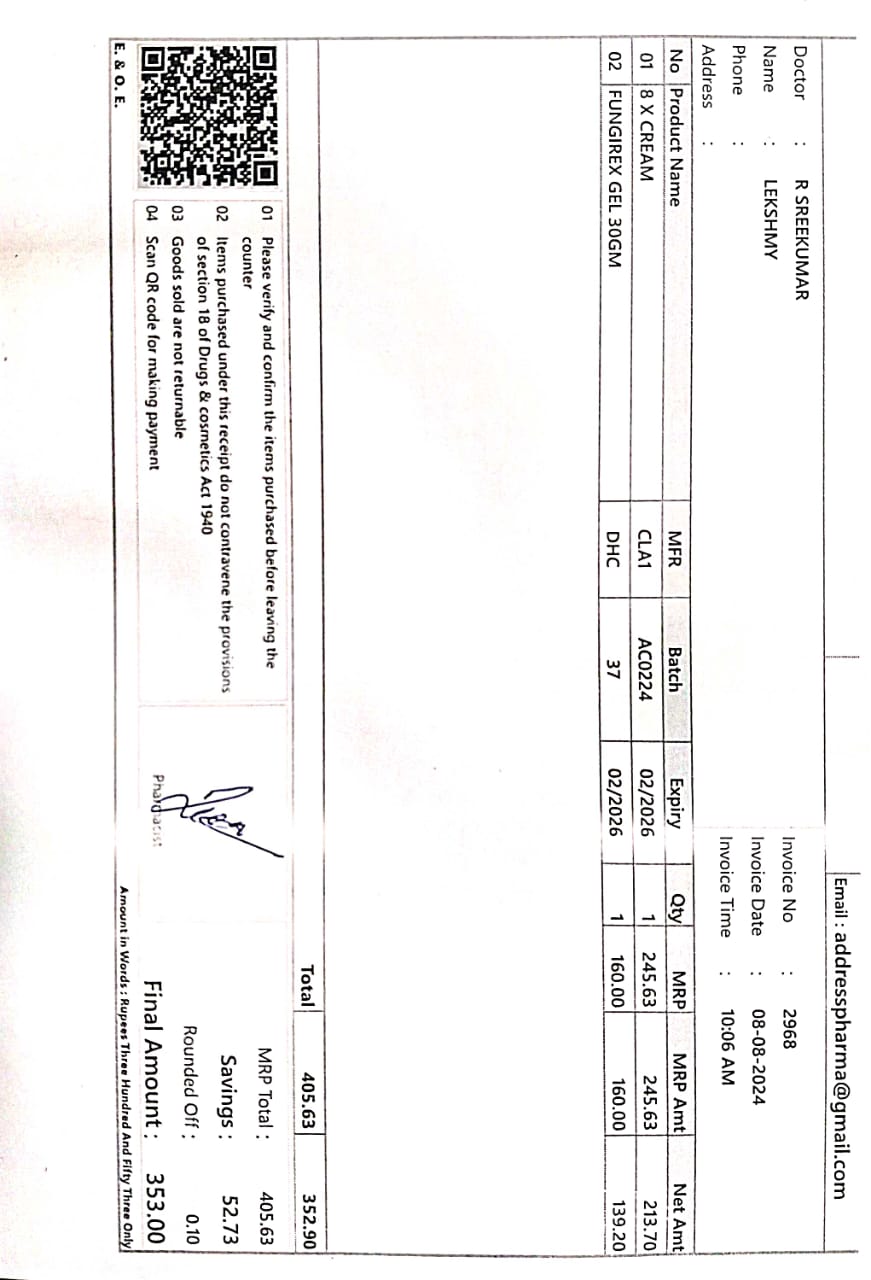 Email : addresspharma@gmail.com
Doctor : R SREEKUMAR
Name : LEKSHMY
Phone :
Address :
Invoice No : 2968
Invoice Date : 08-08-2024
Invoice Time : 10:06 AM
No Product Name MFR Batch Expiry Qty MRP MRP Amt Net Amt
01 8 X CREAM CLA1 AC0224 02/2026 1 245.63 245.63 213.70
02 FUNGIREX GEL 30GM DHC 37 02/2026 1 160.00 160.00 139.20
Total 405.63 352.90
01 Please verify and confirm the items purchased before leaving the
counter
02 Items purchased under this receipt do not contravene the provisions
of section 18 of Drugs & cosmetics Act 1940
03 Goods sold are not returnable
04 Scan QR code for making payment
Pharmacist
MRP Total : 405.63
Savings : 52.73
Rounded Off : 0.10
Final Amount : 353.00
E. & O. E.
Amount in Words : Rupees Three Hundred And Fifty Three Only